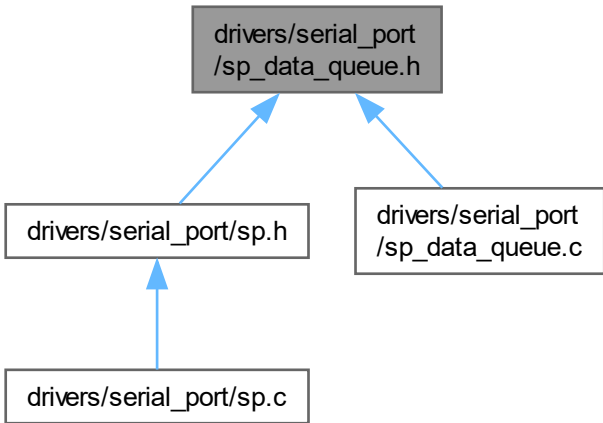 drivers/serial_port
/sp_data_queue.h
drivers/serial_port/sp.h
drivers/serial_port
/sp_data_queue.c
drivers/serial_port/sp.c